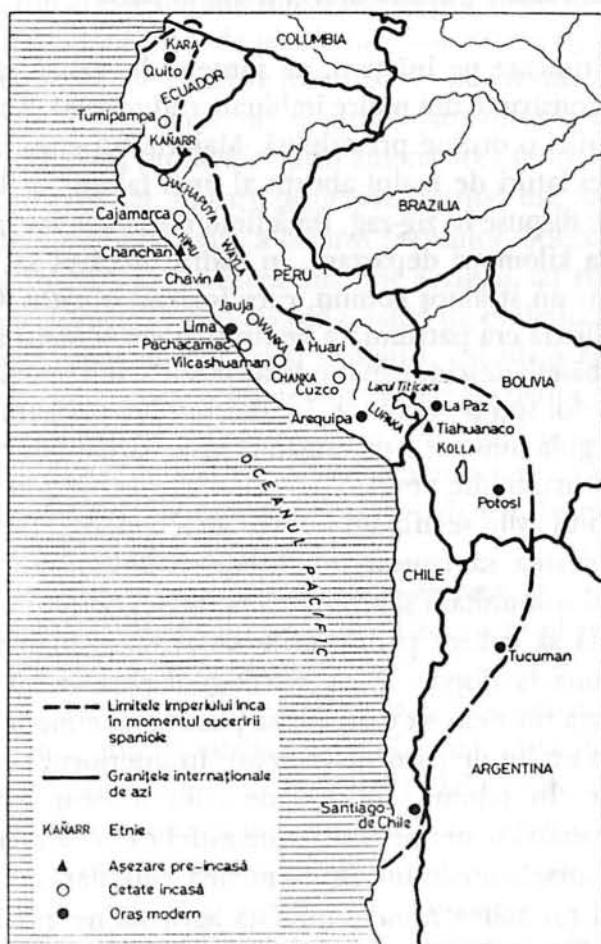 COLUMBIA
KARA
Quito
ECUADOR
Tumipampa
KAÑARR
CHACHAPUYA
BRAZILIA
Cajamarca
WAYLA
CHIMU
Chanchan
Chavin
PERU
Jauja
Lima
WANKA
Huari
Pachacamac
Vilcashuaman
CHANKA
Cuzco
Lacul Titicaca
BOLIVIA
La Paz
Arequipa
LUPAKA
Tiahuanaco
KOLLA
Potosi
OCEANUL PACIFIC
CHILE
Tucuman
ARGENTINA
Santiago
de Chile
Limitele imperiului inca
în momentul cuceririi
spaniole
Granițele internaționale
de azi
KAÑARR Etnie
Așezare pre-incasă
Cetate incasă
Oraș modern